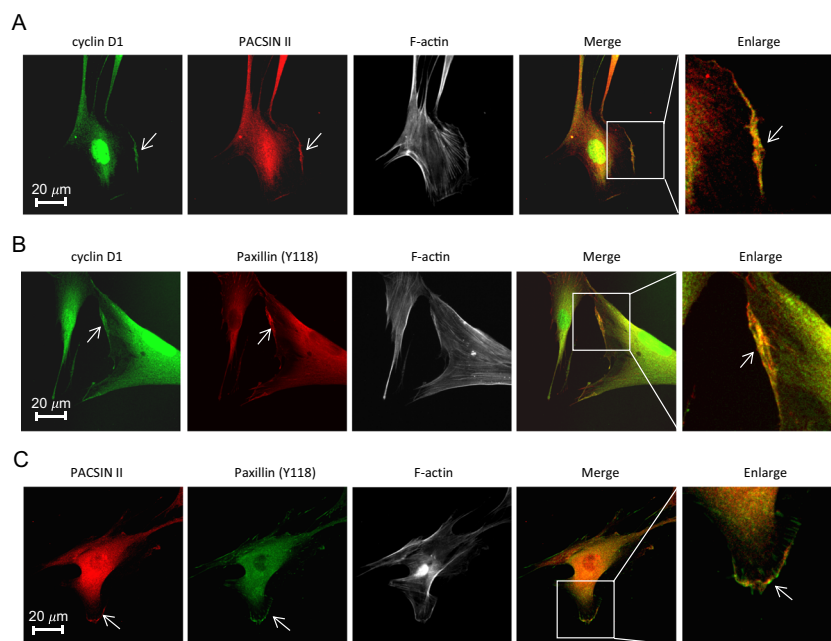 A
cyclin D1 PACSIN II F-actin Merge Enlarge
20 μm
B
cyclin D1 Paxillin (Y118) F-actin Merge Enlarge
20 μm
C
PACSIN II Paxillin (Y118) F-actin Merge Enlarge
20 μm